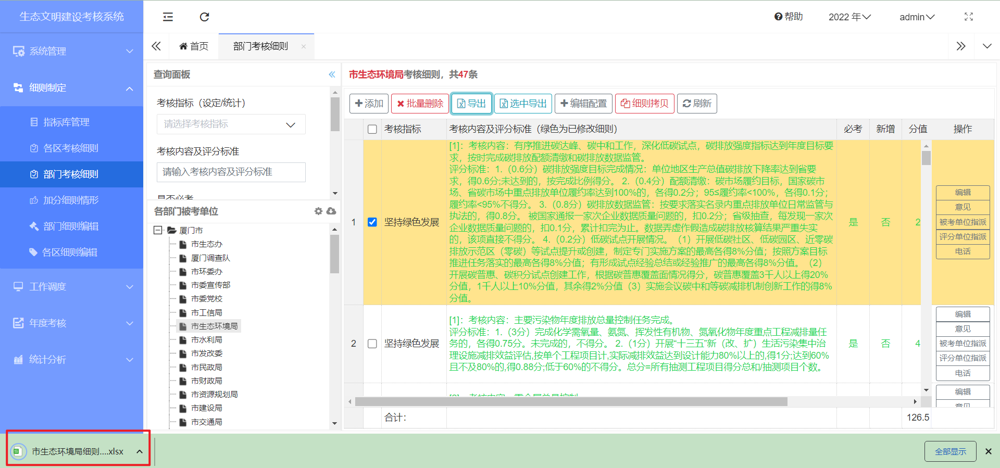 生态文明建设考核系统
帮助
2022 年
admin
首页
部门考核细则
系统管理
细则制定
指标库管理
各区考核细则
部门考核细则
加分细则情形
部门细则编辑
各区细则编辑
工作调度
年度考核
统计分析
查询面板
考核指标（设定/统计）
请选择考核指标
考核内容及评分标准
请输入考核内容及评分标准
是否必考
各部门被考单位
厦门市
市生态办
厦门调查队
市环委办
市委宣传部
市委党校
市工信局
市生态环境局
市水利局
市发改委
市民政局
市财政局
市资源规划局
市建设局
市交通局
市生态环境局考核细则，共47条
添加 批量删除 导出 选中导出 编辑配置 细则拷贝 刷新
考核指标 考核内容及评分标准（绿色为已修改细则） 必考 新增 分值 操作
1 坚持绿色发展
[1]：考核内容：有序推进碳达峰、碳中和工作，深化低碳试点，碳排放强度指标达到年度目标要
求，按时完成碳排放配额清缴和碳排放数据监管。
评分标准：1.（0.6分）碳排放强度目标完成情况：单位地区生产总值碳排放下降率达到省要
求，得0.6分;未达到的，按完成比例得分。 2.（0.4分）配额清缴：碳市场履约目标，国家碳市
场、省碳市场中重点排放单位履约率达到100%的，各得0.2分；95≤履约率<100%，各得0.1分；
履约率<95%不得分。 3.（0.8分）碳排放数据监管：按要求落实名录内重点排放单位日常监管与
执法的，得0.8分。 被国家通报一家次企业数据质量问题的，扣0.2分；省级抽查，每发现一家次
企业数据质量问题的，扣0.1分，累计扣完为止。数据弄虚作假造成碳排放核算结果严重失实
的，该项直接不得分。 4.（0.2分）低碳试点开展情况。 （1）开展低碳社区、低碳园区、近零碳
排放示范区（零碳）等试点提升或创建，制定专门实施方案的最高各得8%分值；按照方案目标
推进任务落实的最高各得8%分值；有形成试点经验总结或经验推广的最高各得8%分值。 （2）
开展碳普惠、碳积分试点创建工作，根据碳普惠覆盖面情况得分，碳普惠覆盖3千人以上得20%
分值，1千人以上10%分值，其余得2%分值（3）实施会议碳中和等碳减排机制创新工作的得8%
分值。
是 否 2
编辑
意见
被考单位指派
评分单位指派
电话
2 坚持绿色发展
[1]：考核内容：主要污染物年度排放总量控制任务完成。
评分标准：1.（3分）完成化学需氧量、氨氮、挥发性有机物、氮氧化物年度重点工程减排量任
务的，各得0.75分。未完成的，不得分。 2.（1分）开展“十三五”新（改、扩）生活污染集中治
理设施减排效益评估,按单个工程项目计,实际减排效益达到设计能力80%以上的,得1分;达到60%
且不及80%的,得0.88分;低于60%的不得分。总分=所有抽测工程项目得分总和/抽测项目个数。
是 否 4
编辑
意见
被考单位指派
评分单位指派
电话
编辑
意见
合计： 126.5
市生态环境局细则....xlsx
全部显示